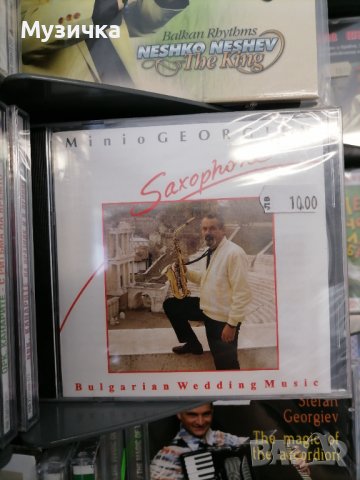 Музичка
Balkan Rhythms
NESHKO NESHEV
The King
Minio GEORGIEV
Saxophone
10.00
Bulgarian Wedding Music
Stefan
Georgiev
The magic of
the accordion
bazar